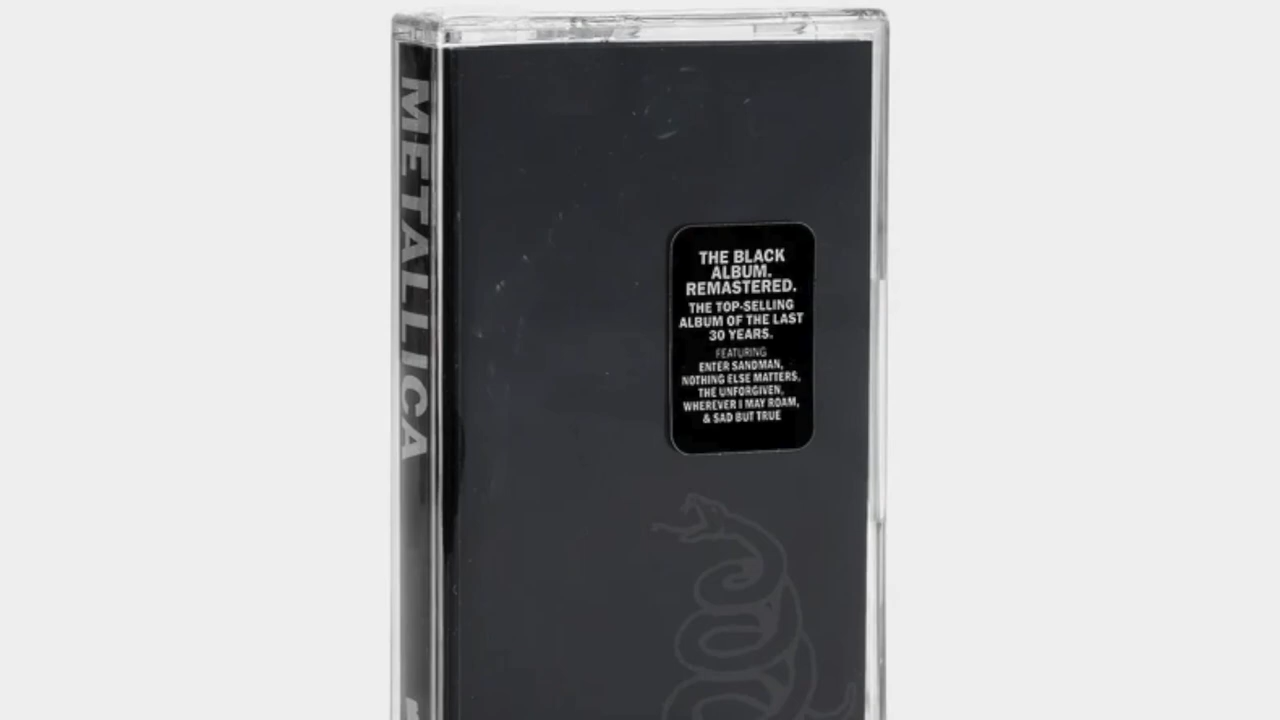 METALLICA
THE BLACK
ALBUM.
REMASTERED.
THE TOP-SELLING
ALBUM OF THE LAST
30 YEARS.
FEATURING
ENTER SANDMAN,
NOTHING ELSE MATTERS,
THE UNFORGIVEN,
WHEREVER I MAY ROAM,
& SAD BUT TRUE